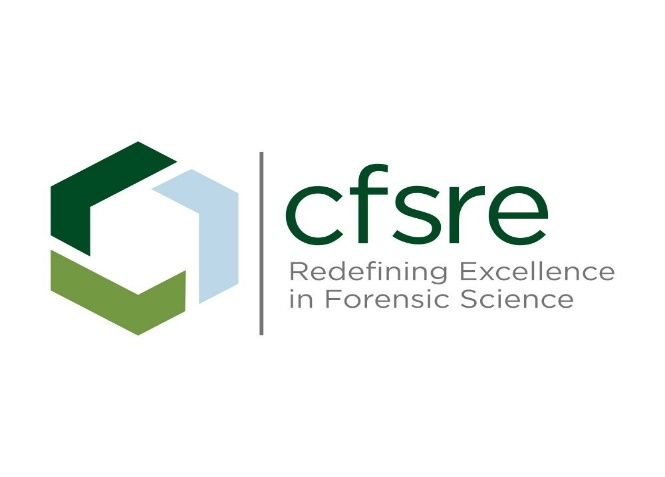 cfsre
Redefining Excellence
in Forensic Science